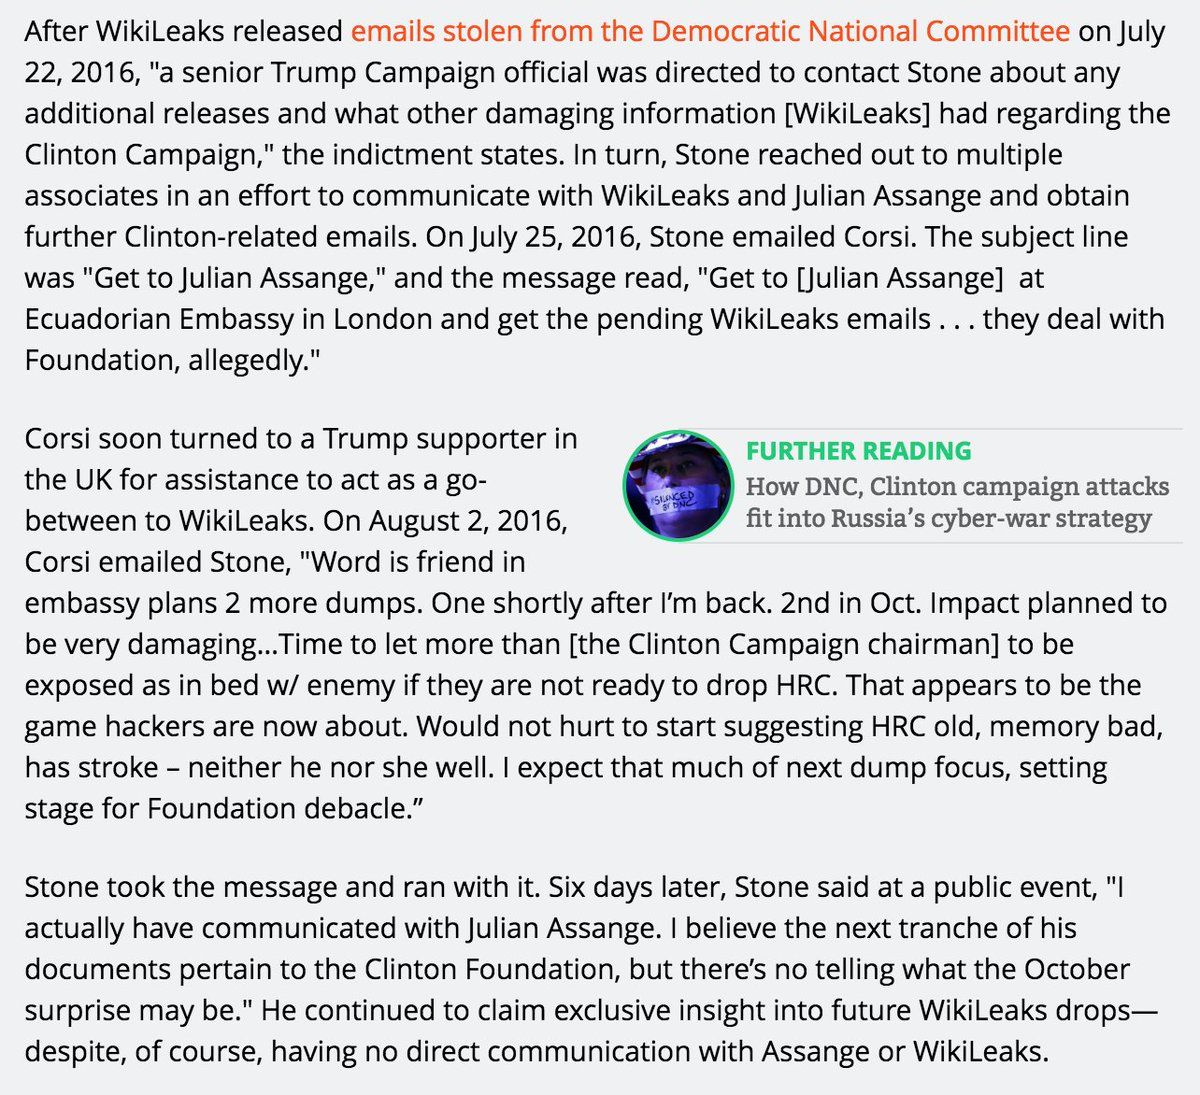 After WikiLeaks released emails stolen from the Democratic National Committee on July
22, 2016, "a senior Trump Campaign official was directed to contact Stone about any
additional releases and what other damaging information [WikiLeaks] had regarding the
Clinton Campaign," the indictment states. In turn, Stone reached out to multiple
associates in an effort to communicate with WikiLeaks and Julian Assange and obtain
further Clinton-related emails. On July 25, 2016, Stone emailed Corsi. The subject line
was "Get to Julian Assange," and the message read, "Get to [Julian Assange]  at
Ecuadorian Embassy in London and get the pending WikiLeaks emails . . . they deal with
Foundation, allegedly."
Corsi soon turned to a Trump supporter in
the UK for assistance to act as a go-
between to WikiLeaks. On August 2, 2016,
Corsi emailed Stone, "Word is friend in
embassy plans 2 more dumps. One shortly after I’m back. 2nd in Oct. Impact planned to
be very damaging...Time to let more than [the Clinton Campaign chairman] to be
exposed as in bed w/ enemy if they are not ready to drop HRC. That appears to be the
game hackers are now about. Would not hurt to start suggesting HRC old, memory bad,
has stroke – neither he nor she well. I expect that much of next dump focus, setting
stage for Foundation debacle.”
SILENCED
BY DNC
FURTHER READING
How DNC, Clinton campaign attacks
fit into Russia’s cyber-war strategy
Stone took the message and ran with it. Six days later, Stone said at a public event, "I
actually have communicated with Julian Assange. I believe the next tranche of his
documents pertain to the Clinton Foundation, but there’s no telling what the October
surprise may be." He continued to claim exclusive insight into future WikiLeaks drops—
despite, of course, having no direct communication with Assange or WikiLeaks.